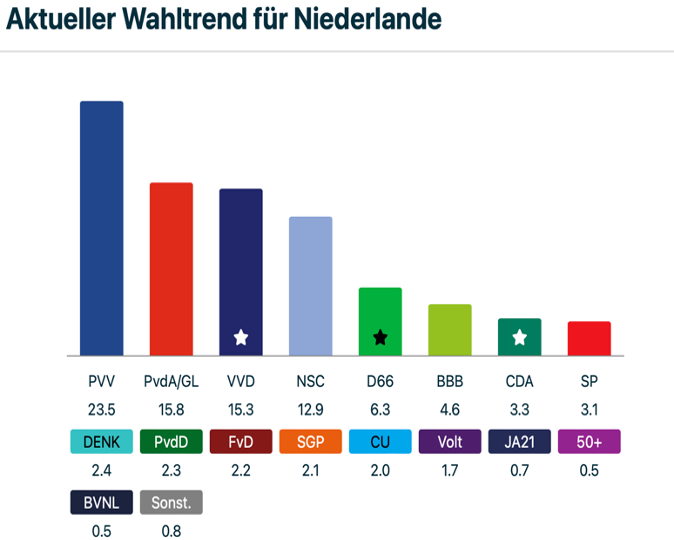 Aktueller Wahltrend für Niederlande
PVV PvdA/GL VVD NSC D66 BBB CDA SP
23.5 15.8 15.3 12.9 6.3 4.6 3.3 3.1
DENK PvdD FvD SGP CU Volt JA21 50+
2.4 2.3 2.2 2.1 2.0 1.7 0.7 0.5
BVNL Sonst.
0.5 0.8